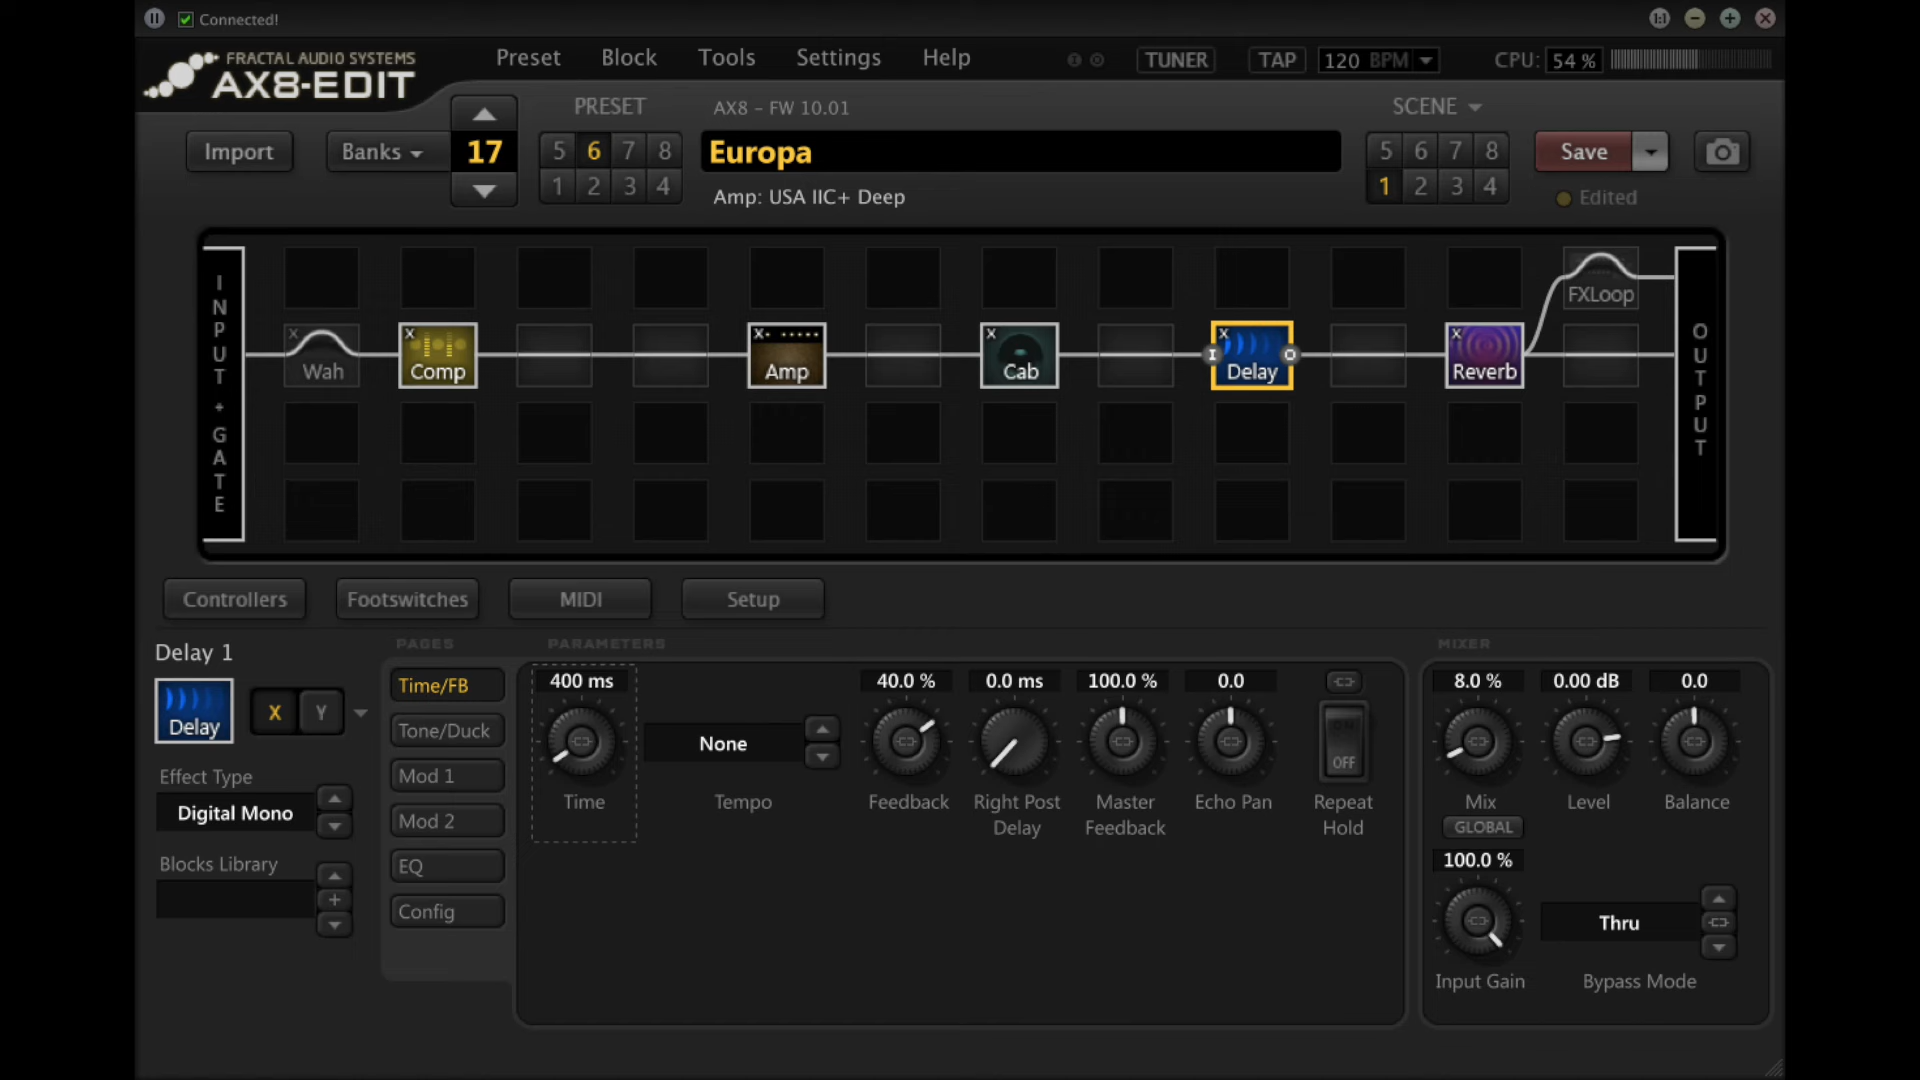 Connected!
1:1
FRACTAL AUDIO SYSTEMS
AX8-EDIT
Preset Block Tools Settings Help
TUNER TAP 120 BPM CPU: 54 %
PRESET AX8 - FW 10.01 SCENE
Import Banks 17 5 6 7 8 Europa 5 6 7 8 Save
1 2 3 4 Amp: USA IIC+ Deep 1 2 3 4 Edited
INPUT + GATE
FXLoop
X Wah X Comp X Amp X Cab X I Delay O X Reverb
OUTPUT
Controllers Footswitches MIDI Setup
Delay 1 PAGES PARAMETERS MIXER
Delay X Y
Effect Type
Digital Mono
Blocks Library
+
Time/FB
Tone/Duck
Mod 1
Mod 2
EQ
Config
400 ms 40.0 % 0.0 ms 100.0 % 0.0
None ON OFF
Time Tempo Feedback Right Post Delay Master Feedback Echo Pan Repeat Hold
8.0 % 0.00 dB 0.0
Mix Level Balance
GLOBAL
100.0 %
Thru
Input Gain Bypass Mode